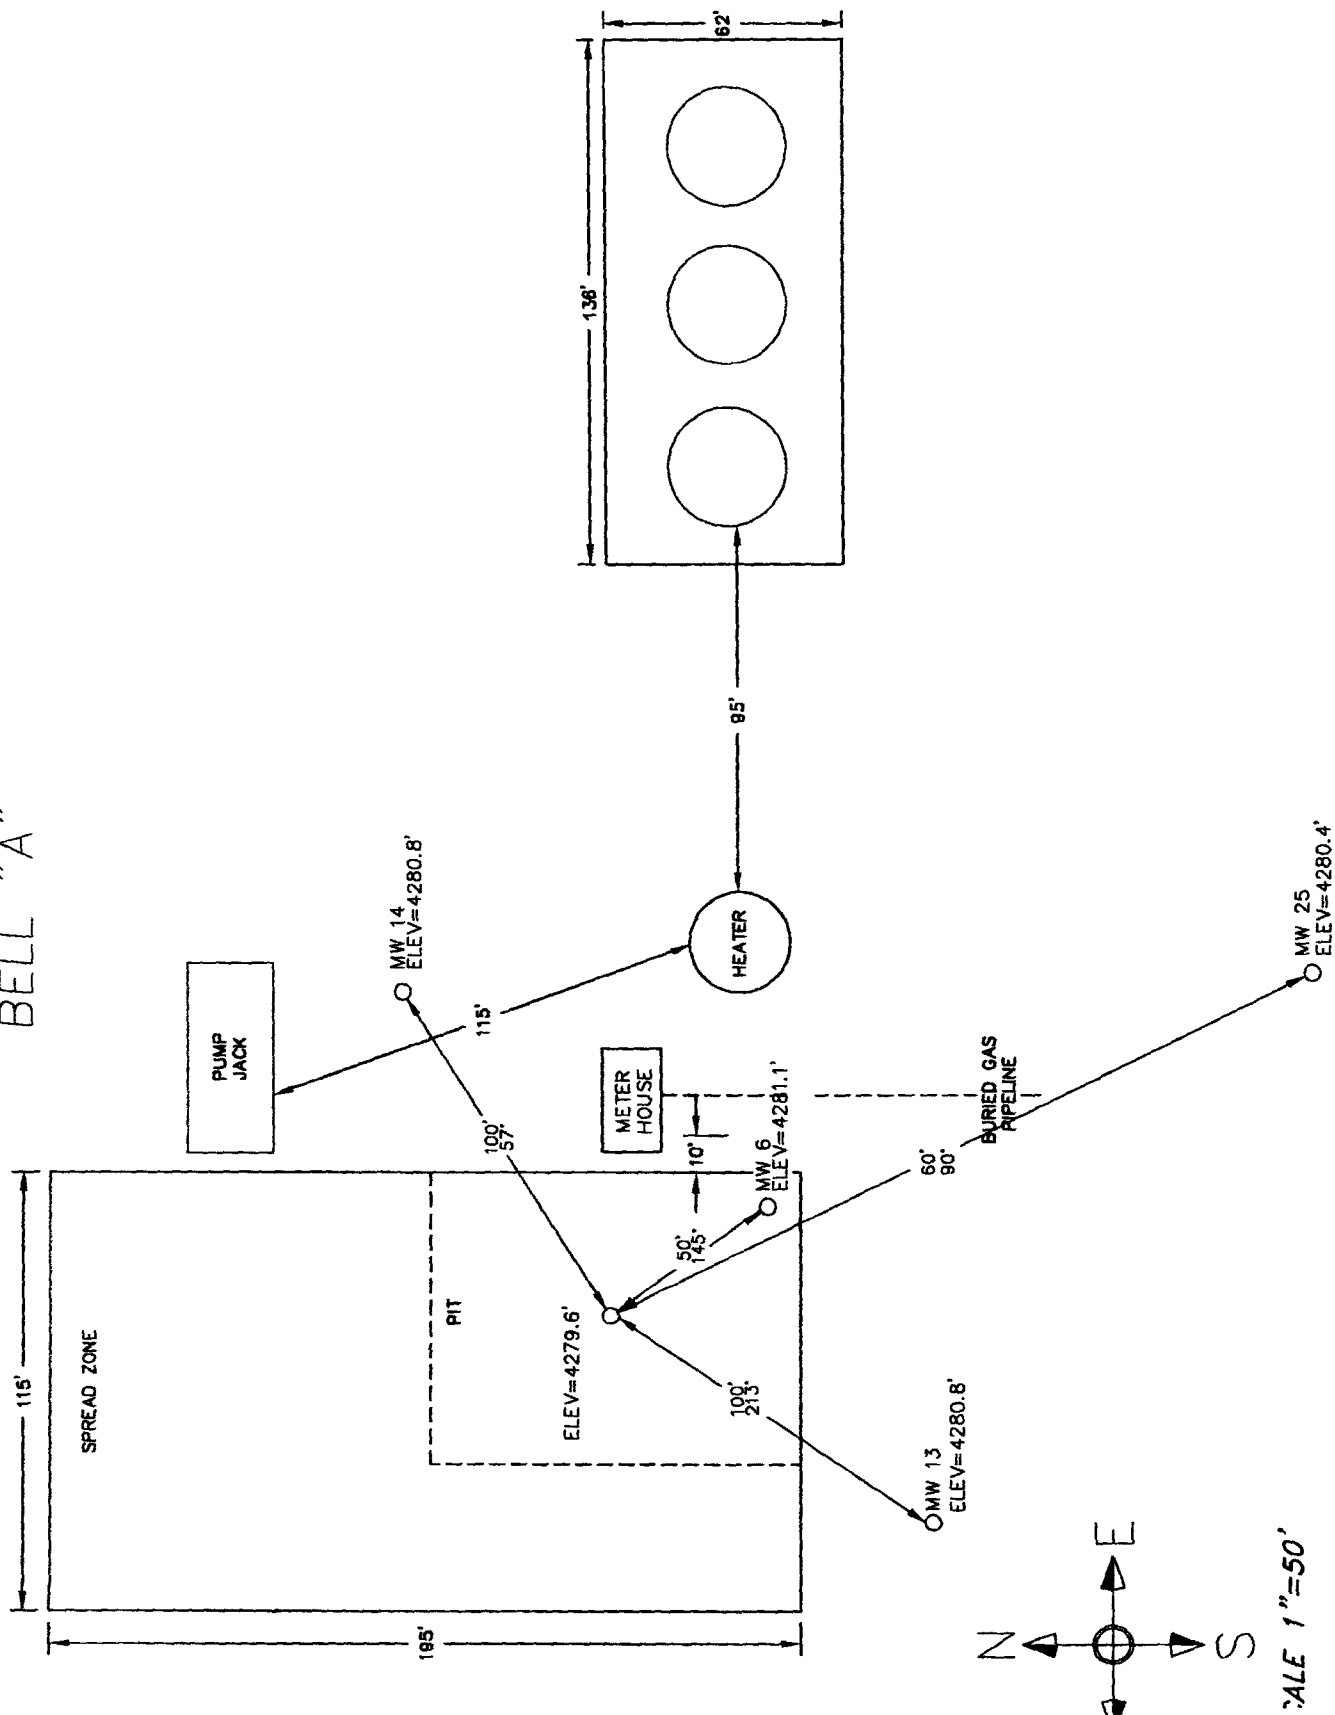 BELL "A"
115'
SPREAD ZONE
195'
PIT
ELEV=4279.6'
PUMP
JACK
MW 14
ELEV=4280.8'
115'
100'
57°
METER
HOUSE
10'
MW 6
ELEV=4281.1'
50'
145°
100'
213°
MW 13
ELEV=4280.8'
60'
90°
BURIED GAS
PIPELINE
MW 25
ELEV=4280.4'
HEATER
95'
136'
62'
N
E
S
1"=50'